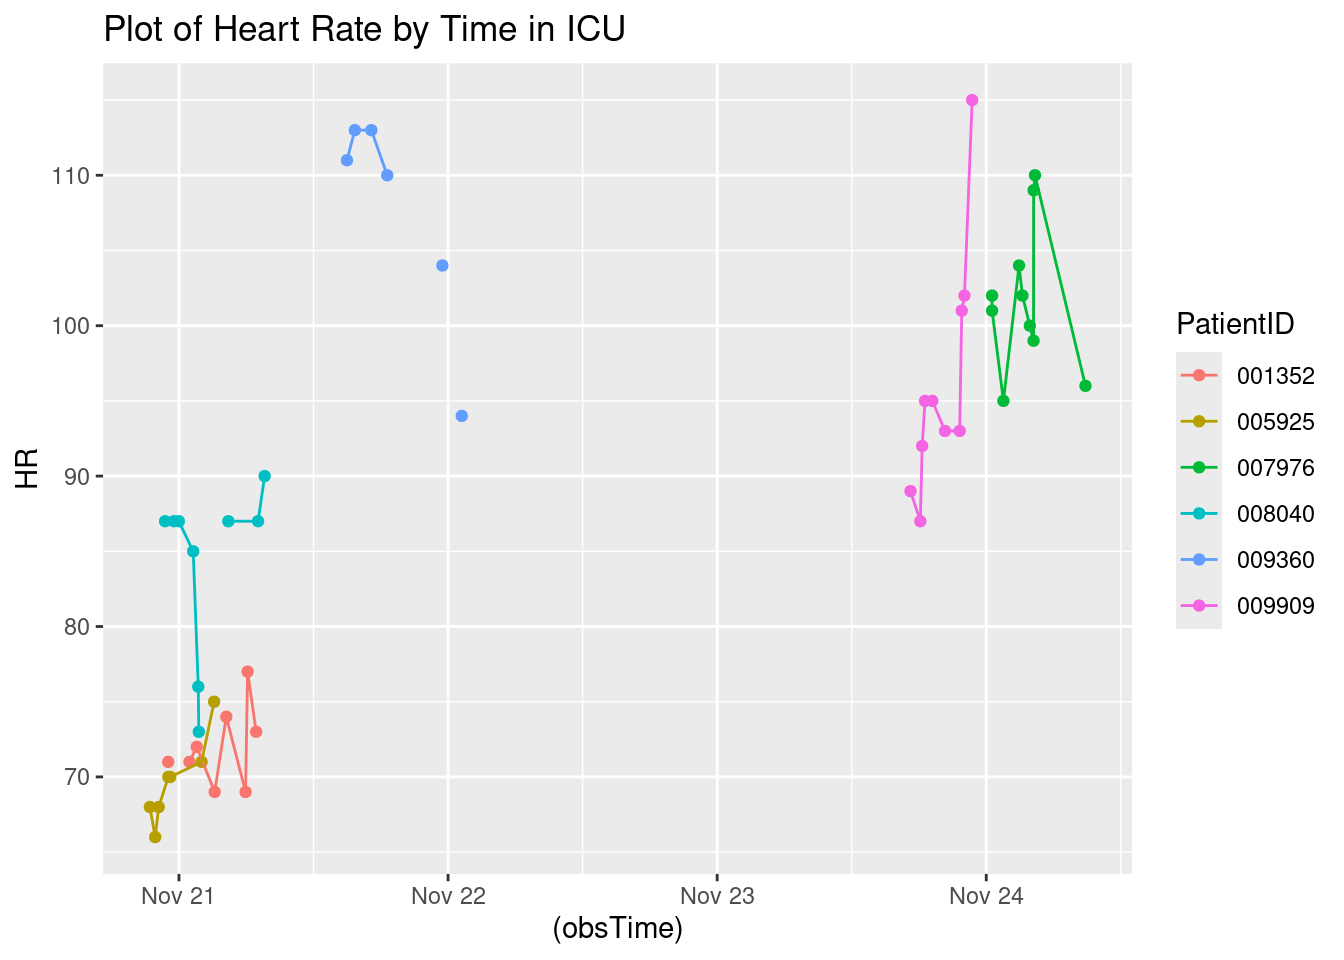 Plot of Heart Rate by Time in ICU
HR
110
100
90
80
70
Nov 21
Nov 22
Nov 23
Nov 24
(obsTime)
PatientID
001352
005925
007976
008040
009360
009909